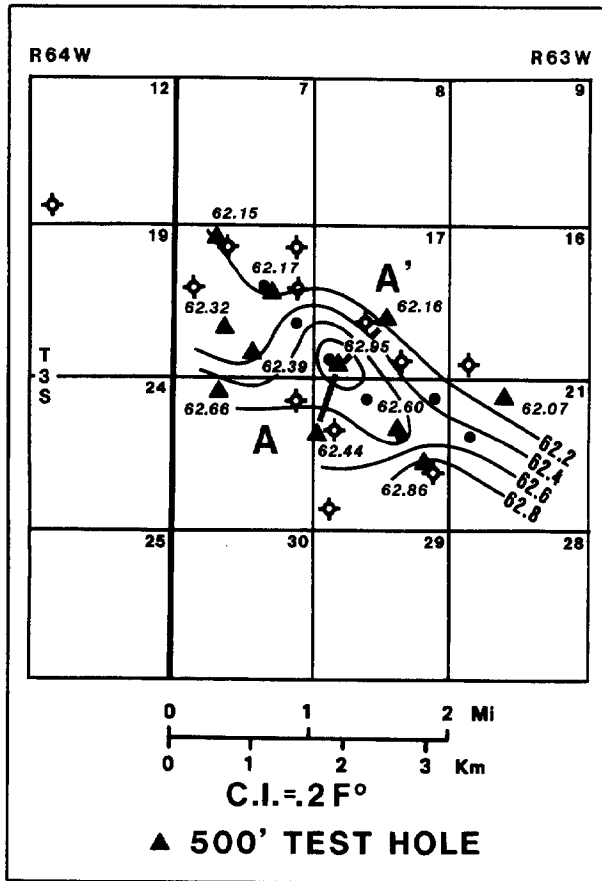 R64W R63W
12 7 8 9
62.15
19 17 16
62.17 A'
62.32 62.16
62.95
T
3
S
62.39
24 21
62.66 62.60 62.07
A
62.44
62.86
62.2
62.4
62.6
62.8
25 30 29 28
0 1 2 Mi
0 1 2 3 Km
C.I.=.2 F°
▲ 500' TEST HOLE